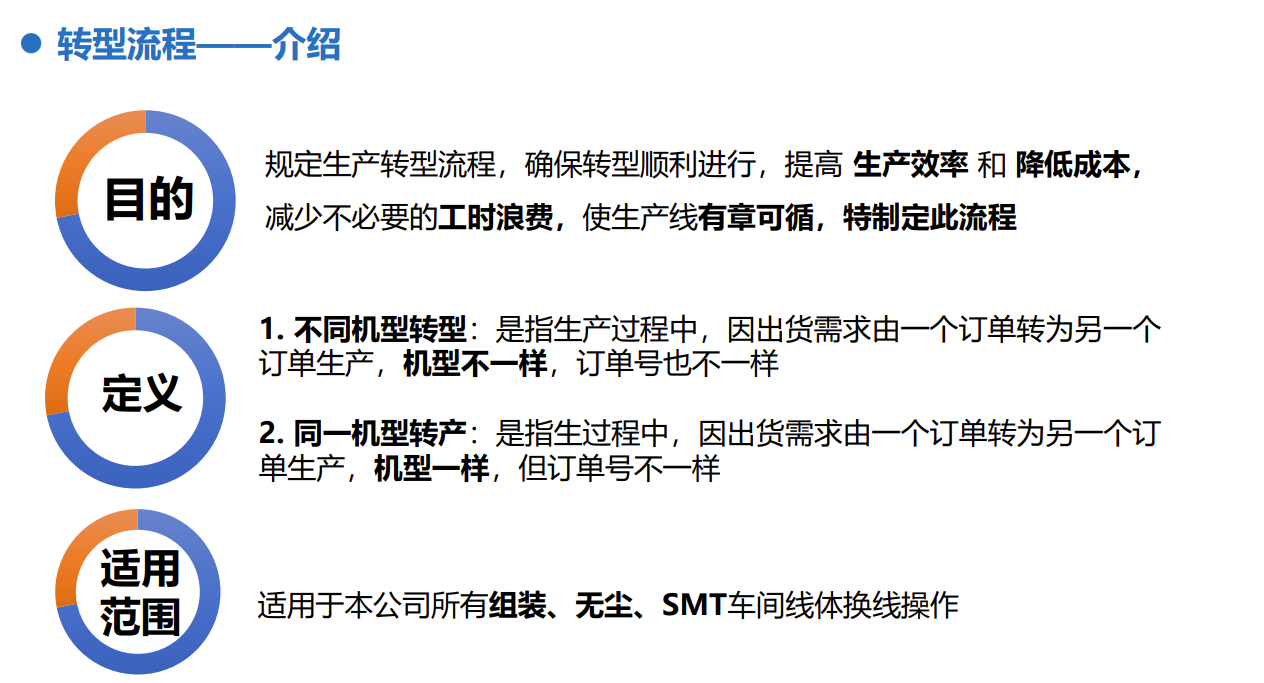 转型流程——介绍
目的
规定生产转型流程，确保转型顺利进行，提高 生产效率 和 降低成本，
减少不必要的工时浪费，使生产线有章可循，特制定此流程
定义
1. 不同机型转型：是指生产过程中，因出货需求由一个订单转为另一个
订单生产，机型不一样，订单号也不一样
2. 同一机型转产：是指生过程中，因出货需求由一个订单转为另一个订
单生产，机型一样，但订单号不一样
适用
范围
适用于本公司所有组装、无尘、SMT车间线体换线操作